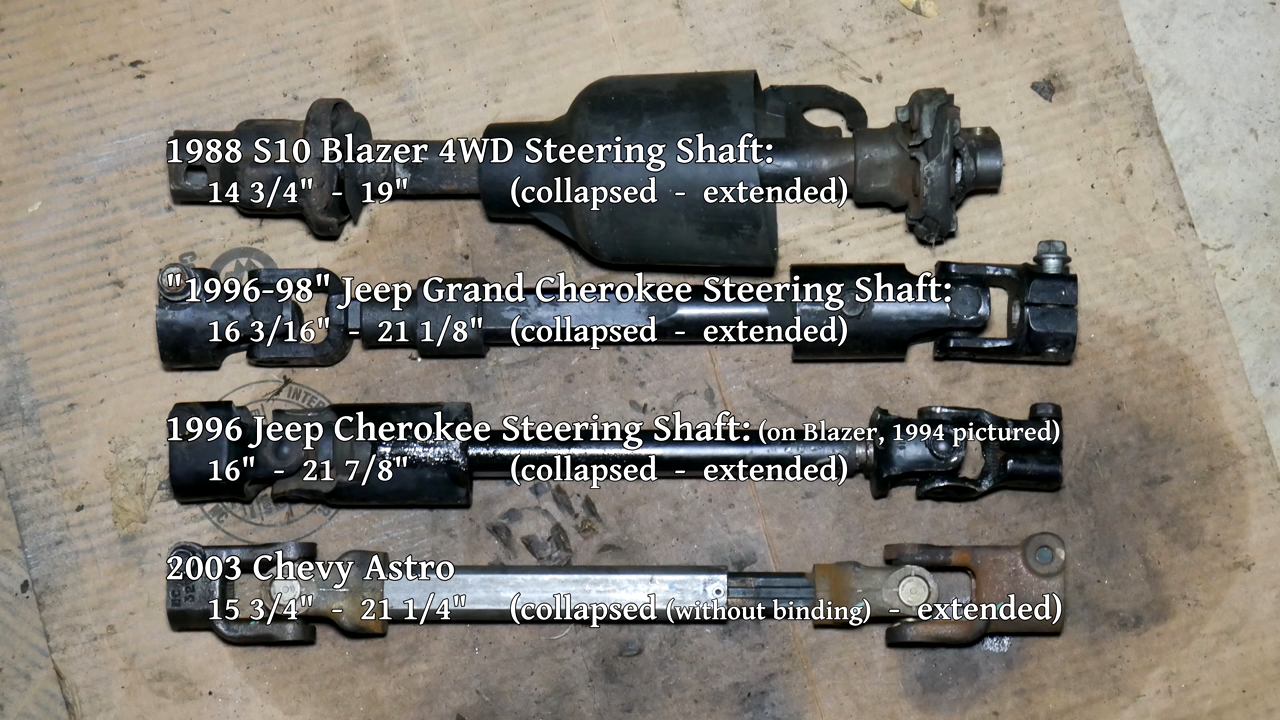 1988 S10 Blazer 4WD Steering Shaft:
14 3/4" - 19" (collapsed - extended)
"1996-98" Jeep Grand Cherokee Steering Shaft:
16 3/16" - 21 1/8" (collapsed - extended)
1996 Jeep Cherokee Steering Shaft: (on Blazer, 1994 pictured)
16" - 21 7/8" (collapsed - extended)
2003 Chevy Astro
15 3/4" - 21 1/4" (collapsed (without binding) - extended)